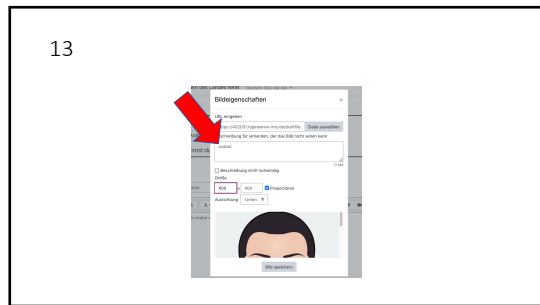 13
Bildeigenschaften ×
URL eingeben
Datei auswählen
Beschreibung für jemanden, der das Bild nicht sehen kann
avatar
Beschreibung nicht notwendig
Größe
400 x 400 Proportional
Ausrichtung Unten
Bild speichern